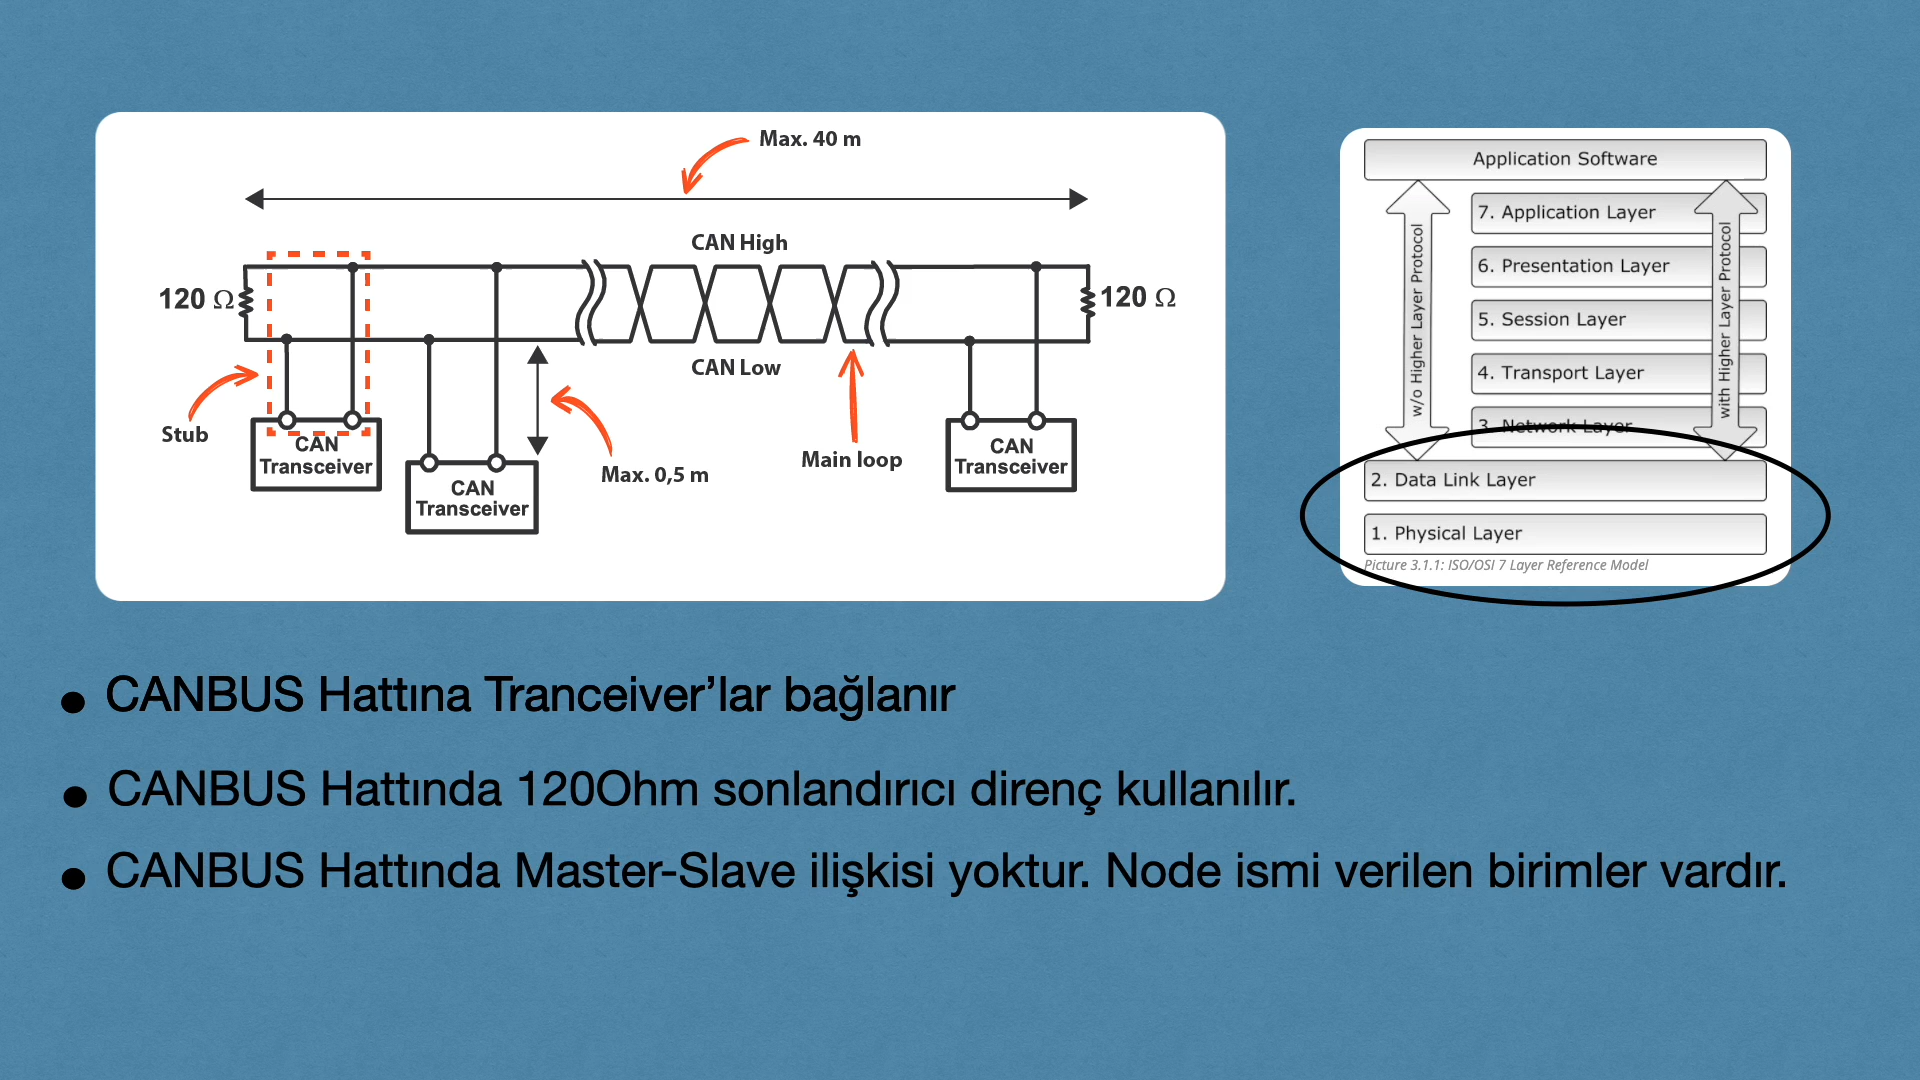 Max. 40 m
CAN High
120 Ω
120 Ω
CAN Low
Stub
CAN
Transceiver
CAN
Transceiver
Max. 0,5 m
Main loop
CAN
Transceiver
Application Software
7. Application Layer
6. Presentation Layer
5. Session Layer
4. Transport Layer
3. Network Layer
w/o Higher Layer Protocol
with Higher Layer Protocol
2. Data Link Layer
1. Physical Layer
Picture 3.1.1: ISO/OSI 7 Layer Reference Model
• CANBUS Hattına Tranceiver’lar bağlanır
• CANBUS Hattında 120Ohm sonlandırıcı direnç kullanılır.
• CANBUS Hattında Master-Slave ilişkisi yoktur. Node ismi verilen birimler vardır.